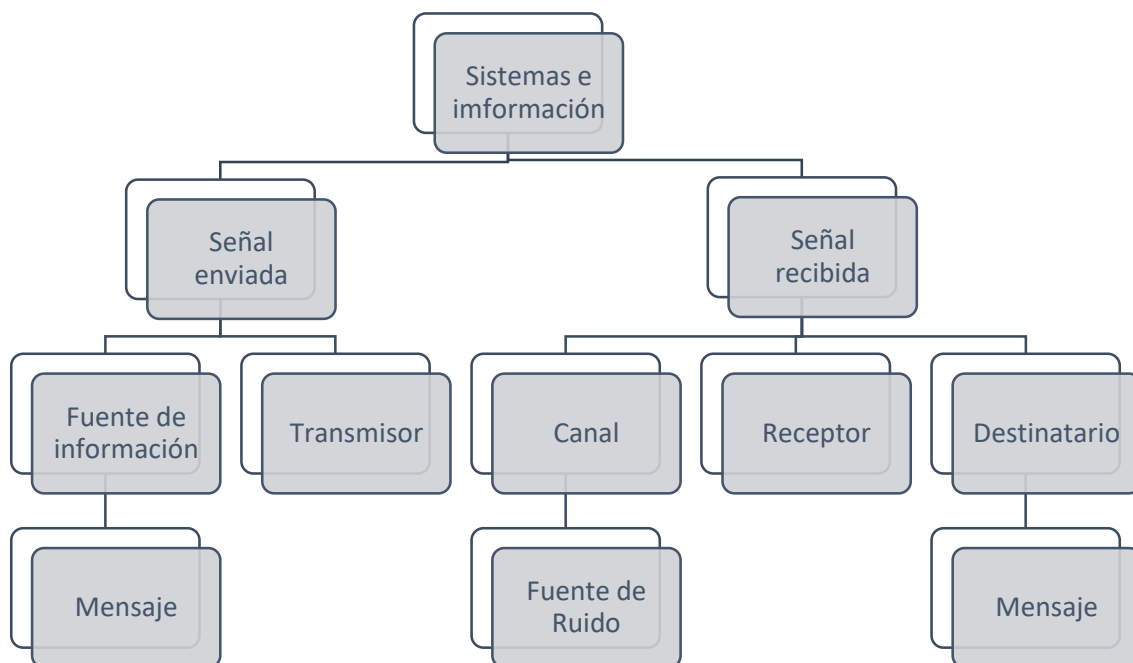 Sistemas e
imformación
Señal
enviada
Señal
recibida
Fuente de
información
Transmisor
Canal
Receptor
Destinatario
Mensaje
Fuente de
Ruido
Mensaje